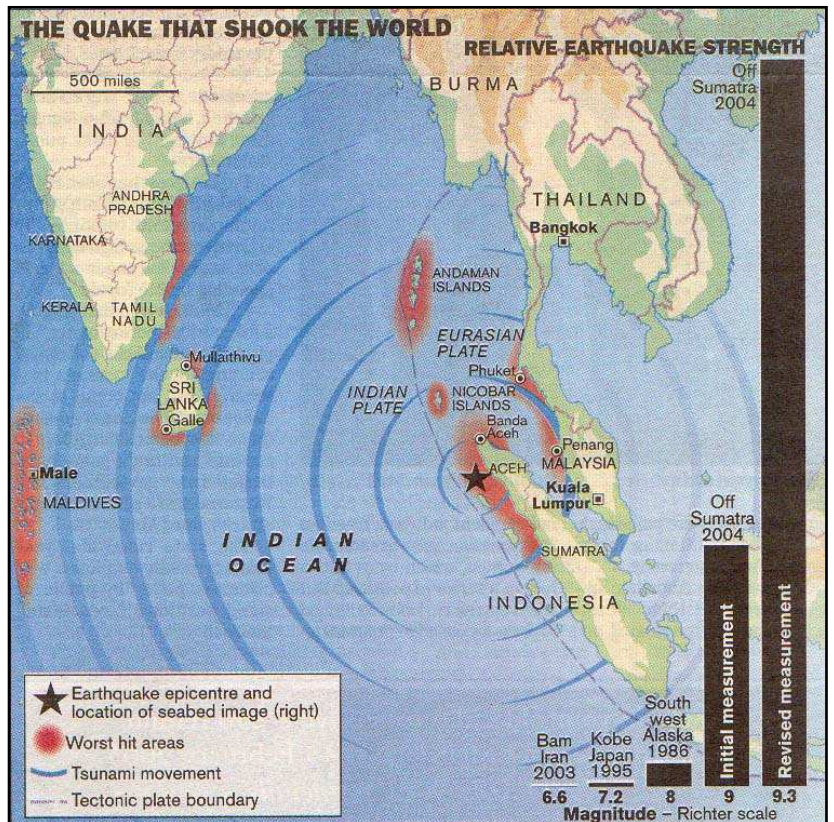 THE QUAKE THAT SHOOK THE WORLD
RELATIVE EARTHQUAKE STRENGTH
500 miles
INDIA
BURMA
Off
Sumatra
2004
ANDHRA
PRADESH
THAILAND
Bangkok
KARNATAKA
ANDAMAN
ISLANDS
KERALA
TAMIL
NADU
EURASIAN
PLATE
Mullaithivu
Phuket
SRI
LANKA
INDIAN
PLATE
NICOBAR
ISLANDS
Galle
Banda
Aceh
Penang
Male
ACEH
MALAYSIA
MALDIVES
Kuala
Lumpur
Off
Sumatra
2004
INDIAN
OCEAN
SUMATRA
INDONESIA
Earthquake epicentre and
location of seabed image (right)
Worst hit areas
Tsunami movement
Tectonic plate boundary
Bam
Iran
2003
Kobe
Japan
1995
South
west
Alaska
1986
Initial measurement
Revised measurement
6.6 7.2 8 9 9.3
Magnitude – Richter scale